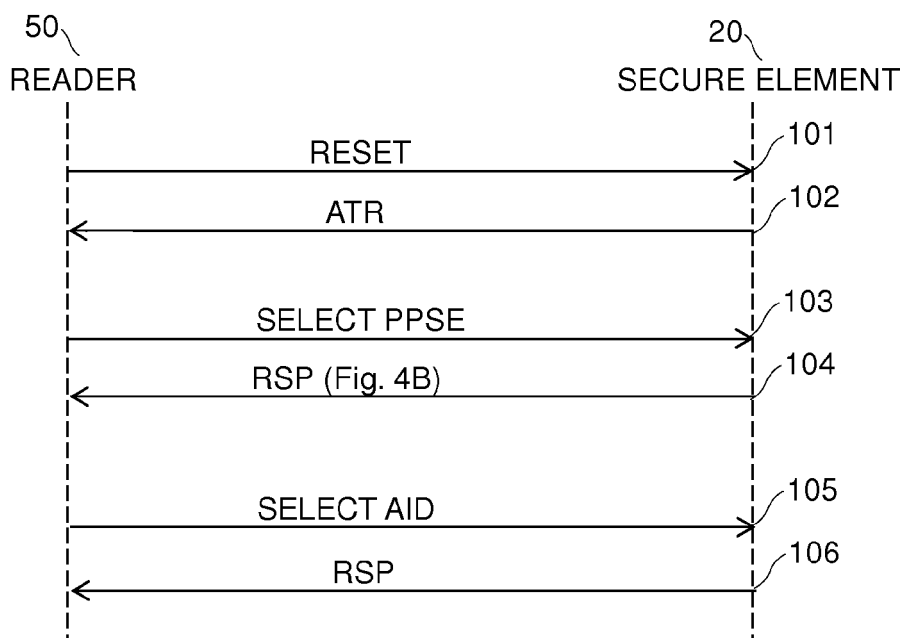 50
20
READER
SECURE ELEMENT
101
RESET
102
ATR
103
SELECT PPSE
104
RSP (Fig. 4B)
105
SELECT AID
106
RSP